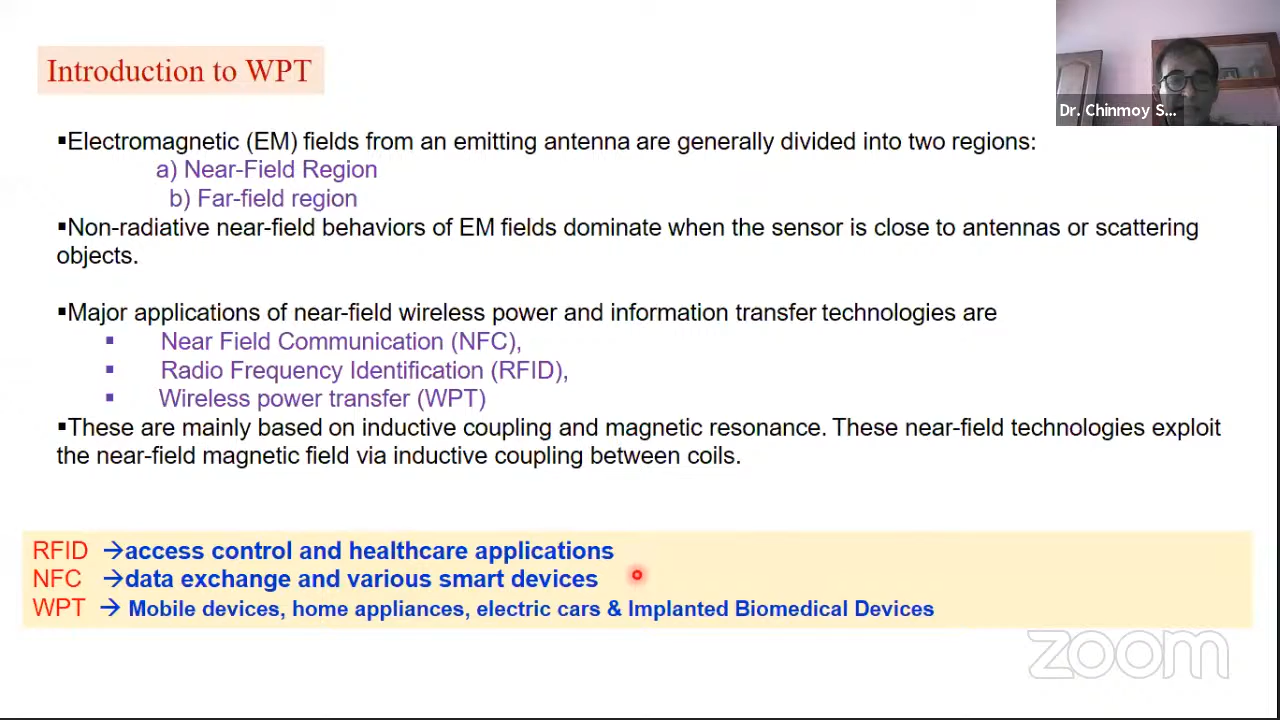 Introduction to WPT
Dr. Chinmoy S...
▪Electromagnetic (EM) fields from an emitting antenna are generally divided into two regions:
a) Near-Field Region
b) Far-field region
▪Non-radiative near-field behaviors of EM fields dominate when the sensor is close to antennas or scattering
objects.
▪Major applications of near-field wireless power and information transfer technologies are
▪ Near Field Communication (NFC),
▪ Radio Frequency Identification (RFID),
▪ Wireless power transfer (WPT)
▪These are mainly based on inductive coupling and magnetic resonance. These near-field technologies exploit
the near-field magnetic field via inductive coupling between coils.
RFID →access control and healthcare applications
NFC →data exchange and various smart devices
WPT → Mobile devices, home appliances, electric cars & Implanted Biomedical Devices
zoom